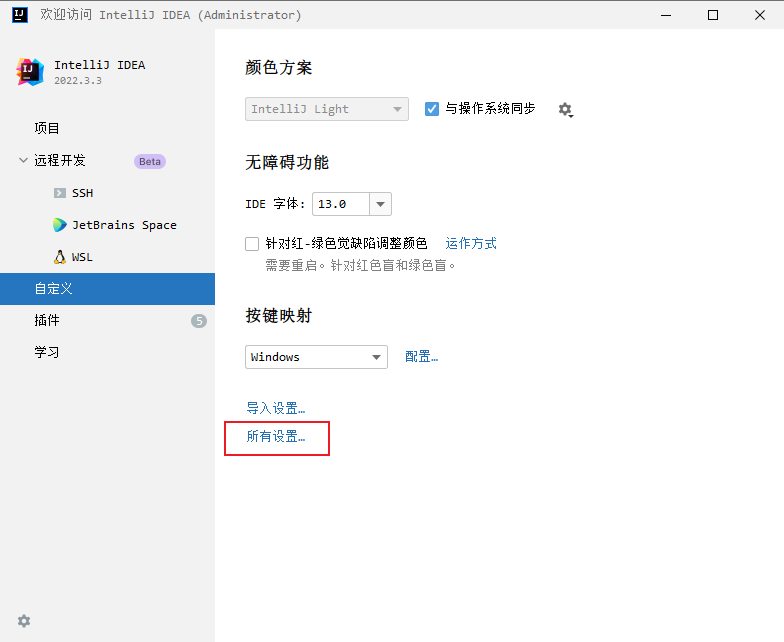 欢迎访问 IntelliJ IDEA (Administrator)
IntelliJ IDEA
2022.3.3
项目
远程开发 Beta
SSH
JetBrains Space
WSL
自定义
插件 5
学习
颜色方案
IntelliJ Light 与操作系统同步
无障碍功能
IDE 字体: 13.0
针对红-绿色觉缺陷调整颜色 运作方式
需要重启。针对红色盲和绿色盲。
按键映射
Windows 配置…
导入设置…
所有设置…